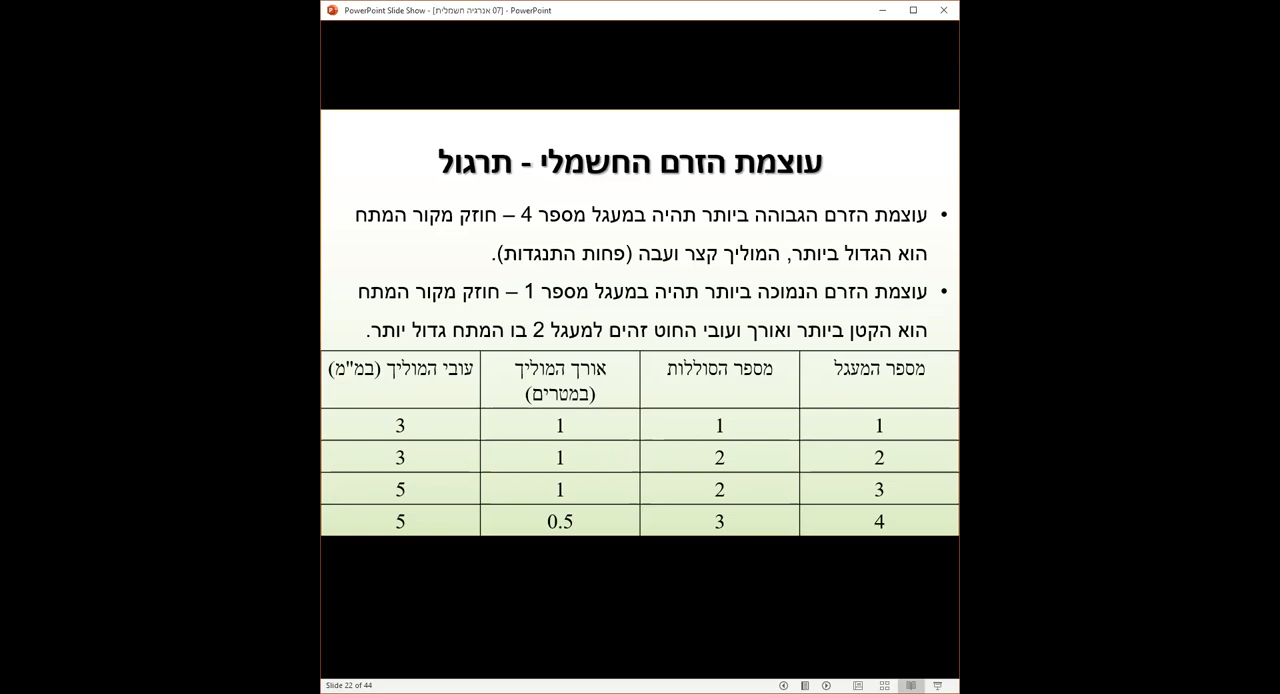 PowerPoint Slide Show - [07 אנרגיה חשמלית] - PowerPoint
עוצמת הזרם החשמלי - תרגול
• עוצמת הזרם הגבוהה ביותר תהיה במעגל מספר 4 – חוזק מקור המתח
הוא הגדול ביותר, המוליך קצר ועבה (פחות התנגדות).
• עוצמת הזרם הנמוכה ביותר תהיה במעגל מספר 1 – חוזק מקור המתח
הוא הקטן ביותר ואורך ועובי החוט זהים למעגל 2 בו המתח גדול יותר.
מספר המעגל מספר הסוללות אורך המוליך עובי המוליך (במ"מ)
(במטרים)
1 1 1 3
2 2 1 3
3 2 1 5
4 3 0.5 5
Slide 22 of 44